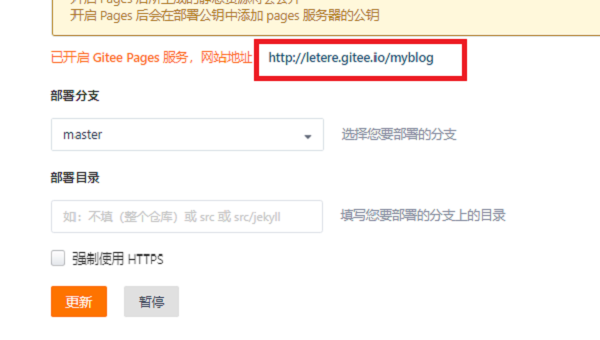 开启 Pages 后会在部署公钥中添加 pages 服务器的公钥
已开启 Gitee Pages 服务，网站地址 http://letere.gitee.io/myblog
部署分支
master 选择您要部署的分支
部署目录
如：不填（整个仓库）或 src 或 src/jekyll 填写您要部署的分支上的目录
强制使用 HTTPS
更新 暂停